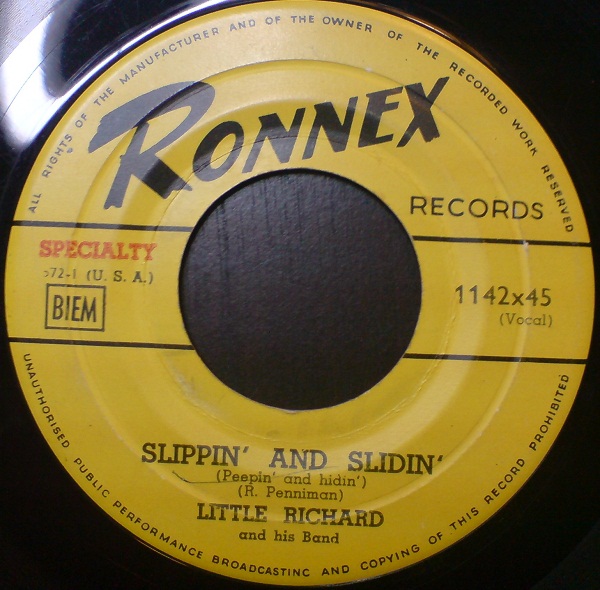 ALL RIGHTS OF THE MANUFACTURER AND OF THE OWNER OF THE RECORDED WORK RESERVED
RONNEX
RECORDS
SPECIALTY
572-1 (U. S. A.)
BIEM
1142x45
(Vocal)
SLIPPIN' AND SLIDIN'
(Peepin' and hidin')
(R. Penniman)
LITTLE RICHARD
and his Band
UNAUTHORISED PUBLIC PERFORMANCE BROADCASTING AND COPYING OF THIS RECORD PROHIBITED